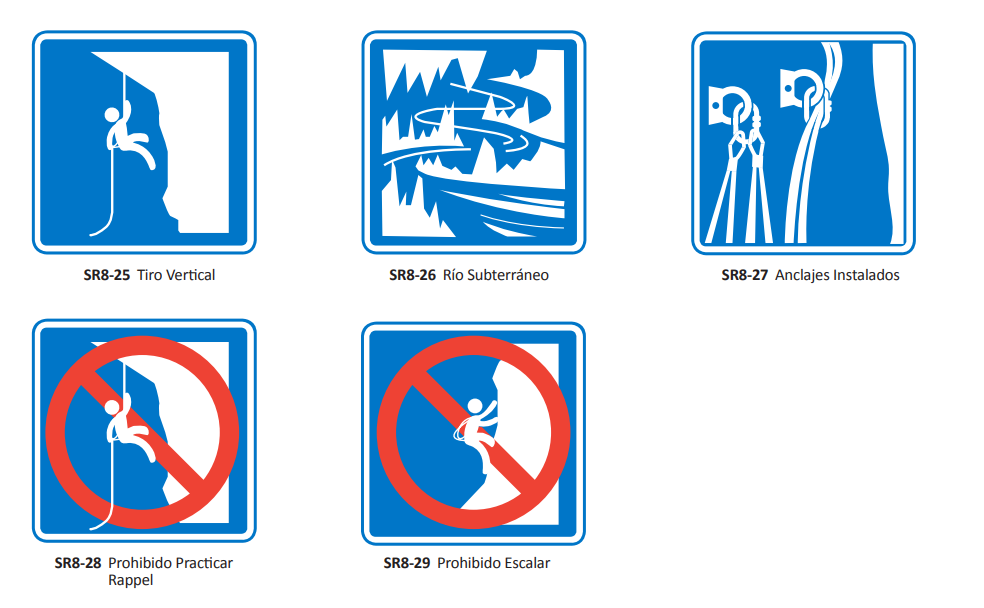 SR8-25 Tiro Vertical
SR8-26 Río Subterráneo
SR8-27 Anclajes Instalados
SR8-28 Prohibido Practicar
Rappel
SR8-29 Prohibido Escalar